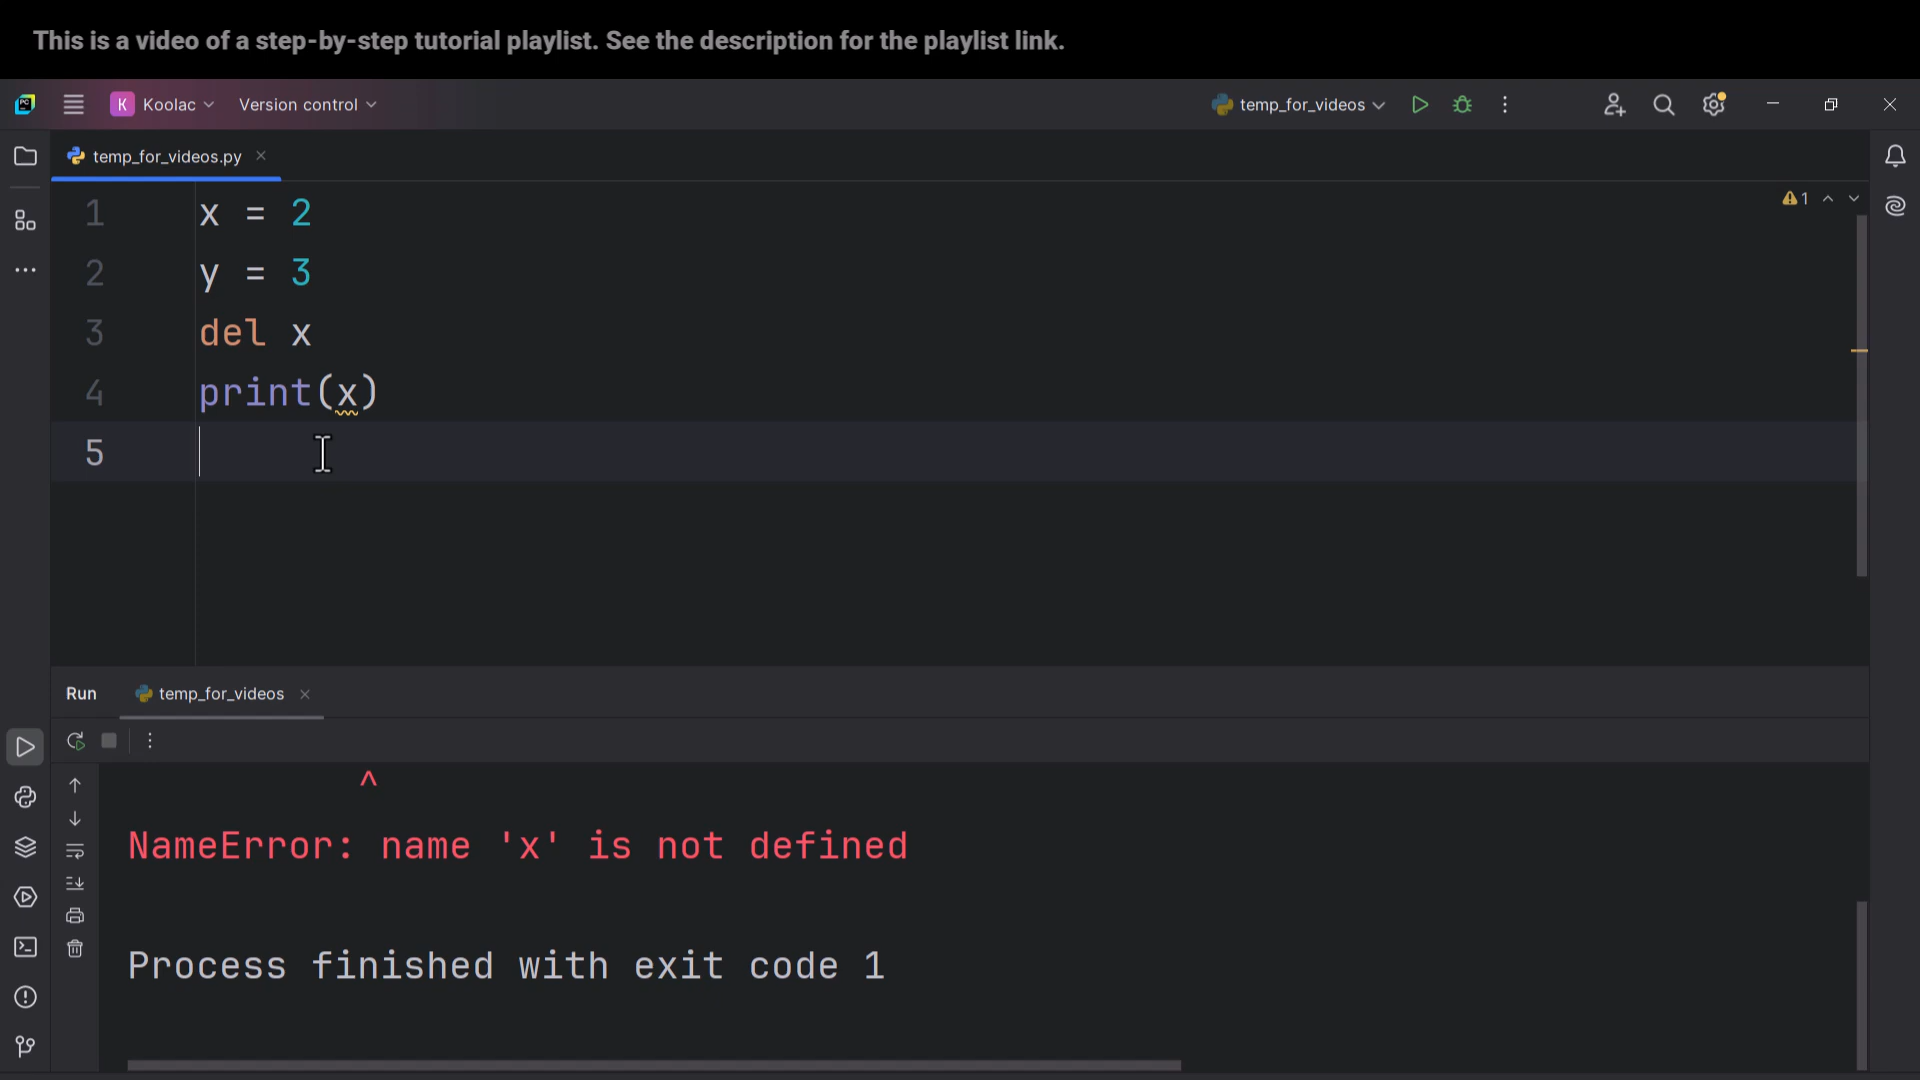 This is a video of a step-by-step tutorial playlist. See the description for the playlist link.
K Koolac Version control temp_for_videos
temp_for_videos.py
1 x = 2
2 y = 3
3 del x
4 print(x)
5
1
Run temp_for_videos
^
NameError: name 'x' is not defined
Process finished with exit code 1